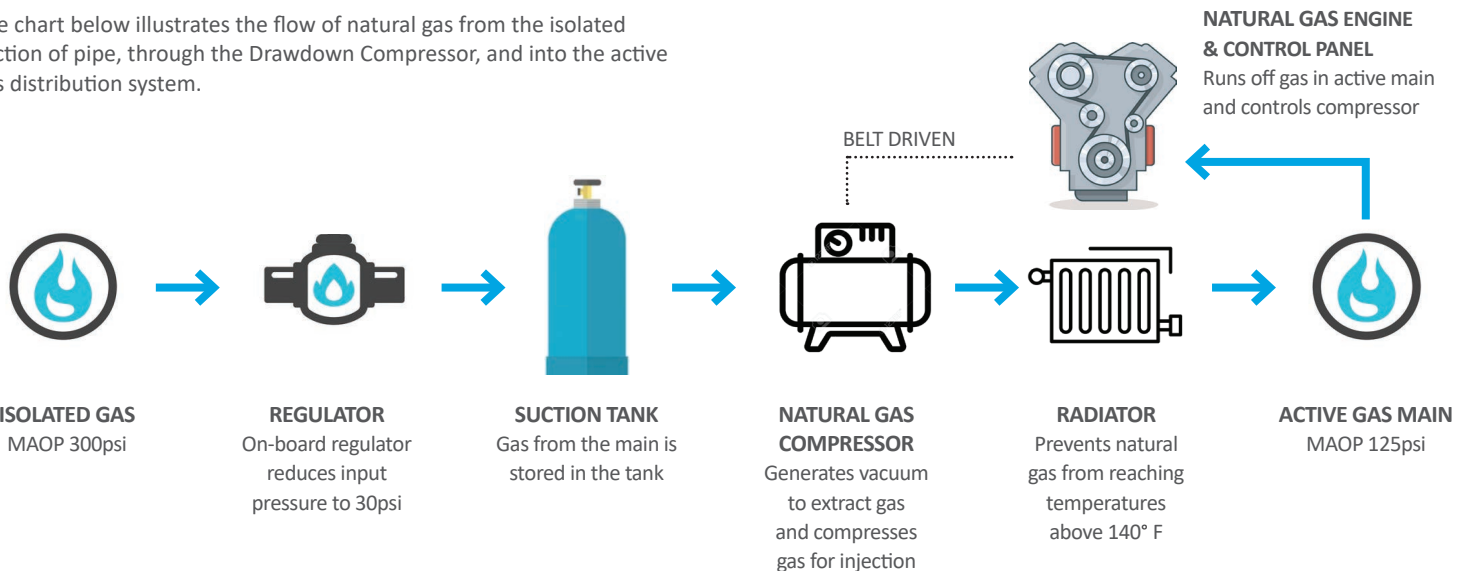 e chart below illustrates the flow of natural gas from the isolated
ction of pipe, through the Drawdown Compressor, and into the active
s distribution system.
NATURAL GAS ENGINE
& CONTROL PANEL
Runs off gas in active main
and controls compressor
BELT DRIVEN
ISOLATED GAS
MAOP 300psi
REGULATOR
On-board regulator
reduces input
pressure to 30psi
SUCTION TANK
Gas from the main is
stored in the tank
NATURAL GAS
COMPRESSOR
Generates vacuum
to extract gas
and compresses
gas for injection
RADIATOR
Prevents natural
gas from reaching
temperatures
above 140° F
ACTIVE GAS MAIN
MAOP 125psi